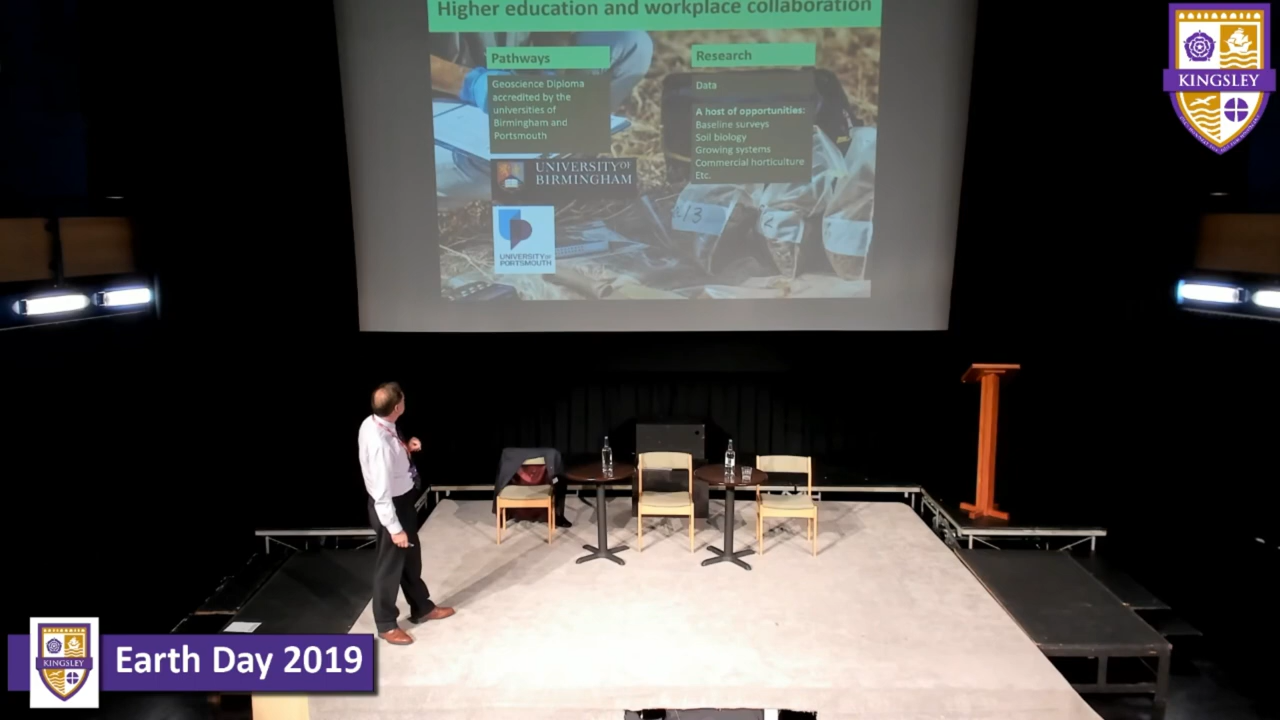 Higher education and workplace collaboration
Pathways
Geoscience Diploma
accredited by the
universities of
Birmingham and
Portsmouth
UNIVERSITY OF
BIRMINGHAM
UNIVERSITY OF
PORTSMOUTH
Research
Data
A host of opportunities:
Baseline surveys
Soil biology
Growing systems
Commercial horticulture
Etc.
KINGSLEY
KINGSLEY
Earth Day 2019